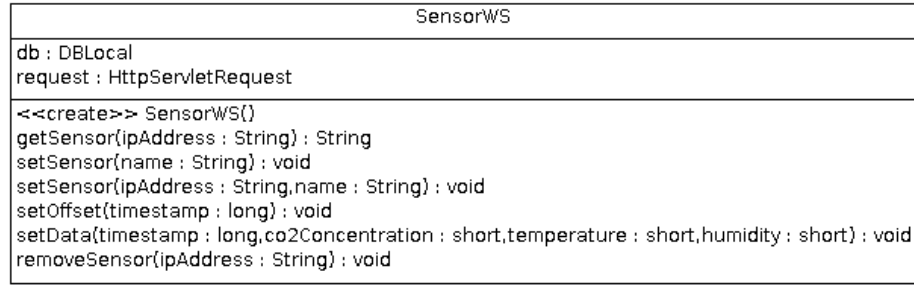 SensorWS
db : DBLocal
request : HttpServletRequest
<<create>> SensorWS()
getSensor(ipAddress : String) : String
setSensor(name : String) : void
setSensor(ipAddress : String,name : String) : void
setOffset(timestamp : long) : void
setData(timestamp : long,co2Concentration : short,temperature : short,humidity : short) : void
removeSensor(ipAddress : String) : void